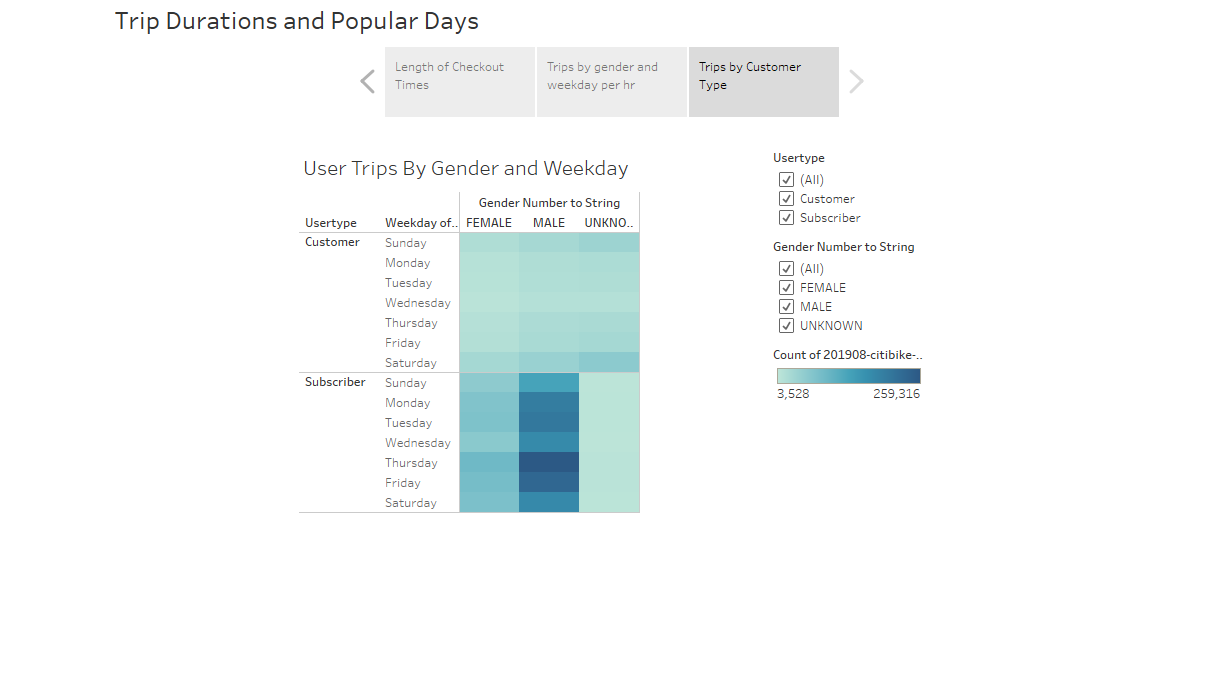 Trip Durations and Popular Days
Length of Checkout
Times
Trips by gender and
weekday per hr
Trips by Customer
Type
User Trips By Gender and Weekday
Gender Number to String
Usertype Weekday of.. FEMALE MALE UNKNO..
Customer Sunday
Monday
Tuesday
Wednesday
Thursday
Friday
Saturday
Subscriber Sunday
Monday
Tuesday
Wednesday
Thursday
Friday
Saturday
Usertype
(All)
Customer
Subscriber
Gender Number to String
(All)
FEMALE
MALE
UNKNOWN
Count of 201908-citibike-..
3,528 259,316